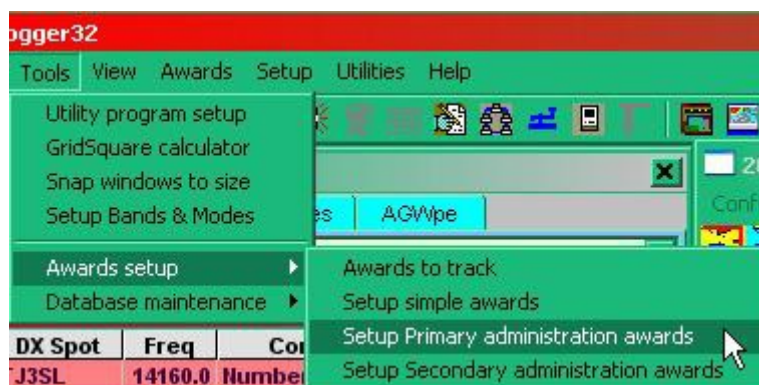 ogger32
Tools View Awards Setup Utilities Help
Utility program setup
GridSquare calculator
Snap windows to size
Setup Bands & Modes
es AGWpe
Conf
Awards setup
Database maintenance
Awards to track
Setup simple awards
Setup Primary administration awards
Setup Secondary administration awards
DX Spot Freq Co
J3SL 14160.0 Number